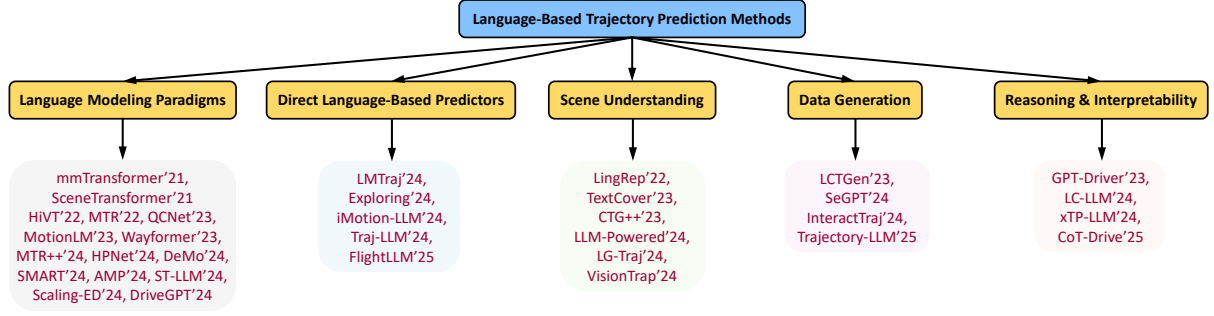 Language-Based Trajectory Prediction Methods
Language Modeling Paradigms
mmTransformer’21,
SceneTransformer’21
HiVT’22, MTR’22, QCNet’23,
MotionLM’23, Wayformer’23,
MTR++’24, HPNet’24, DeMo’24,
SMART’24, AMP’24, ST-LLM’24,
Scaling-ED’24, DriveGPT’24
Direct Language-Based Predictors
LMTraj’24,
Exploring’24,
iMotion-LLM’24,
Traj-LLM’24,
FlightLLM’25
Scene Understanding
LingRep’22,
TextCover’23,
CTG++’23,
LLM-Powered’24,
LG-Traj’24,
VisionTrap’24
Data Generation
LCTGen’23,
SeGPT’24
InteractTraj’24,
Trajectory-LLM’25
Reasoning & Interpretability
GPT-Driver’23,
LC-LLM’24,
xTP-LLM’24,
CoT-Drive’25